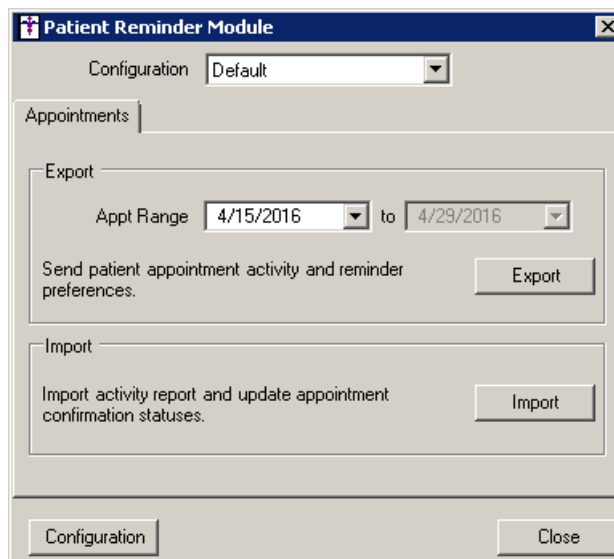 Patient Reminder Module
Configuration Default
Appointments
Export
Appt Range 4/15/2016 to 4/29/2016
Send patient appointment activity and reminder
preferences.
Export
Import
Import activity report and update appointment
confirmation statuses.
Import
Configuration Close